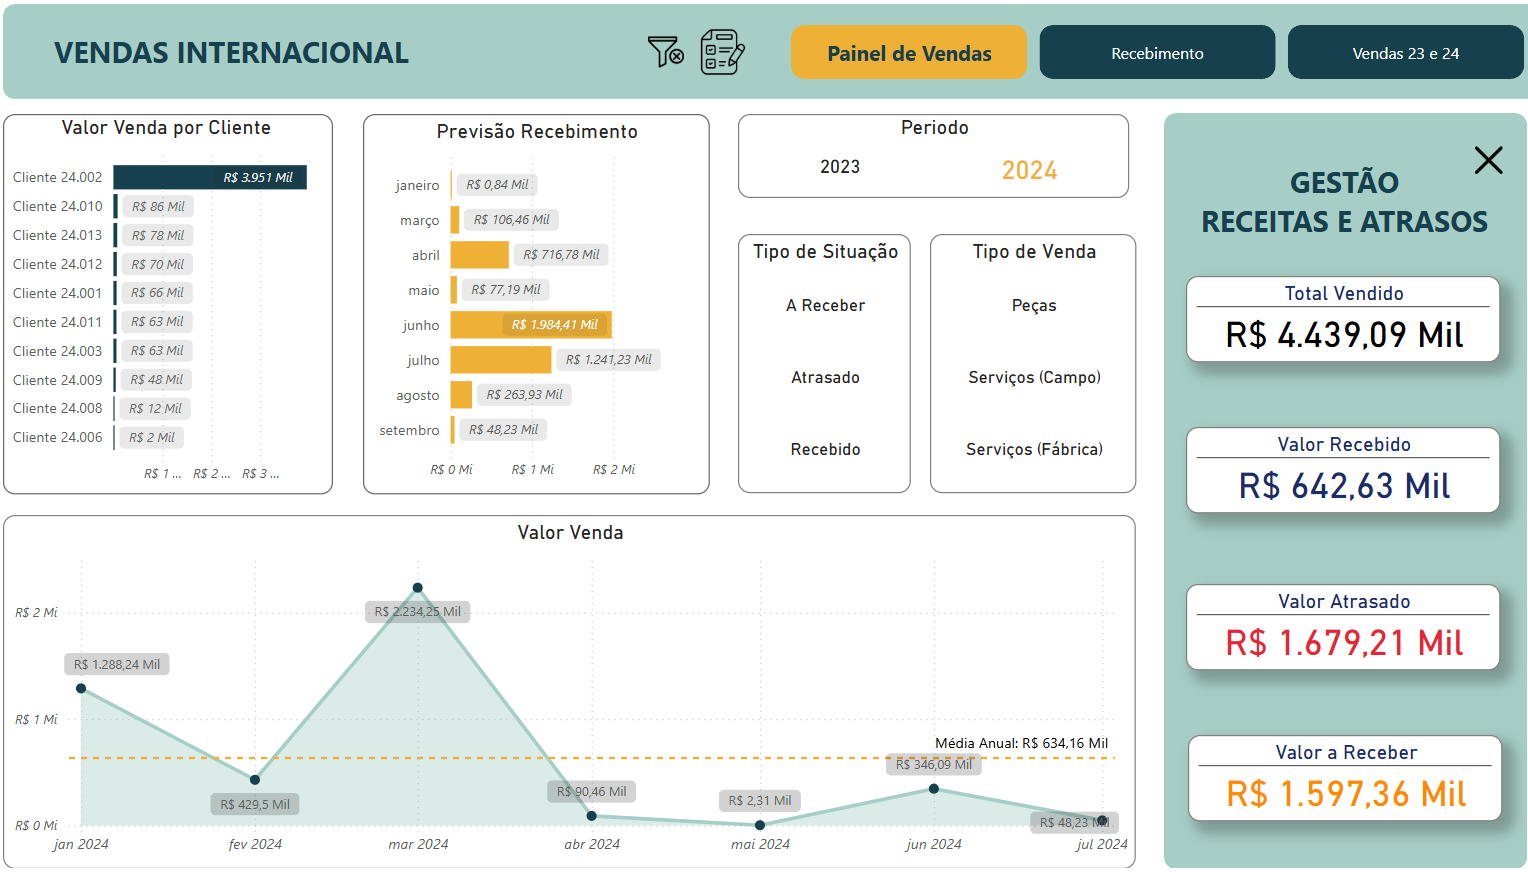 VENDAS INTERNACIONAL
Painel de Vendas
Recebimento
Vendas 23 e 24
Valor Venda por Cliente
Cliente 24.002
R$ 3.951 Mil
Cliente 24.010
R$ 86 Mil
Cliente 24.013
R$ 78 Mil
Cliente 24.012
R$ 70 Mil
Cliente 24.001
R$ 66 Mil
Cliente 24.011
R$ 63 Mil
Cliente 24.003
R$ 63 Mil
Cliente 24.009
R$ 48 Mil
Cliente 24.008
R$ 12 Mil
Cliente 24.006
R$ 2 Mil
R$ 1 ... R$ 2 ... R$ 3 ...
Previsão Recebimento
janeiro
R$ 0,84 Mil
março
R$ 106,46 Mil
abril
R$ 716,78 Mil
maio
R$ 77,19 Mil
junho
R$ 1.984,41 Mil
julho
R$ 1.241,23 Mil
agosto
R$ 263,93 Mil
setembro
R$ 48,23 Mil
R$ 0 Mi R$ 1 Mi R$ 2 Mi
Periodo
2023
2024
Tipo de Situação
A Receber
Atrasado
Recebido
Tipo de Venda
Peças
Serviços (Campo)
Serviços (Fábrica)
GESTÃO
RECEITAS E ATRASOS
Total Vendido
R$ 4.439,09 Mil
Valor Recebido
R$ 642,63 Mil
Valor Atrasado
R$ 1.679,21 Mil
Valor a Receber
R$ 1.597,36 Mil
Valor Venda
R$ 2 Mi
R$ 1 Mi
R$ 0 Mi
R$ 1.288,24 Mil
R$ 429,5 Mil
R$ 2.234,25 Mil
R$ 90,46 Mil
R$ 2,31 Mil
Média Anual: R$ 634,16 Mil
R$ 346,09 Mil
R$ 48,23 Mil
jan 2024 fev 2024 mar 2024 abr 2024 mai 2024 jun 2024 jul 2024